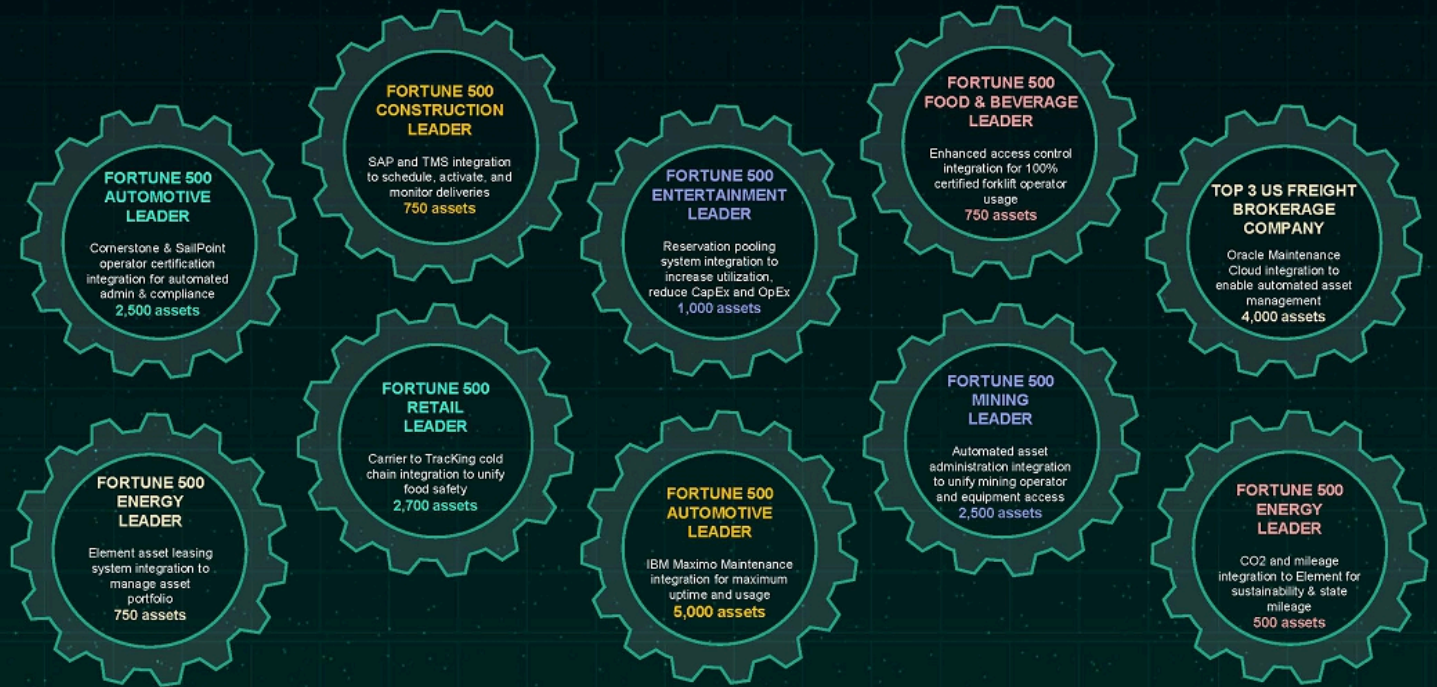 FORTUNE 500
AUTOMOTIVE
LEADER
Cornerstone & SailPoint
operator certification
integration for automated
admin & compliance
2,500 assets
FORTUNE 500
CONSTRUCTION
LEADER
SAP and TMS integration
to schedule, activate, and
monitor deliveries
750 assets
FORTUNE 500
ENTERTAINMENT
LEADER
Reservation pooling
system integration to
increase utilization,
reduce CapEx and OpEx
1,000 assets
FORTUNE 500
FOOD & BEVERAGE
LEADER
Enhanced access control
integration for 100%
certified forklift operator
usage
750 assets
TOP 3 US FREIGHT
BROKERAGE
COMPANY
Oracle Maintenance
Cloud integration to
enable automated asset
management
4,000 assets
FORTUNE 500
ENERGY
LEADER
Element asset leasing
system integration to
manage asset
portfolio
750 assets
FORTUNE 500
RETAIL
LEADER
Carrier to TracKing cold
chain integration to unify
food safety
2,700 assets
FORTUNE 500
AUTOMOTIVE
LEADER
IBM Maximo Maintenance
integration for maximum
uptime and usage
5,000 assets
FORTUNE 500
MINING
LEADER
Automated asset
administration integration
to unify mining operator
and equipment access
2,500 assets
FORTUNE 500
ENERGY
LEADER
CO2 and mileage
integration to Element for
sustainability & state
mileage
500 assets